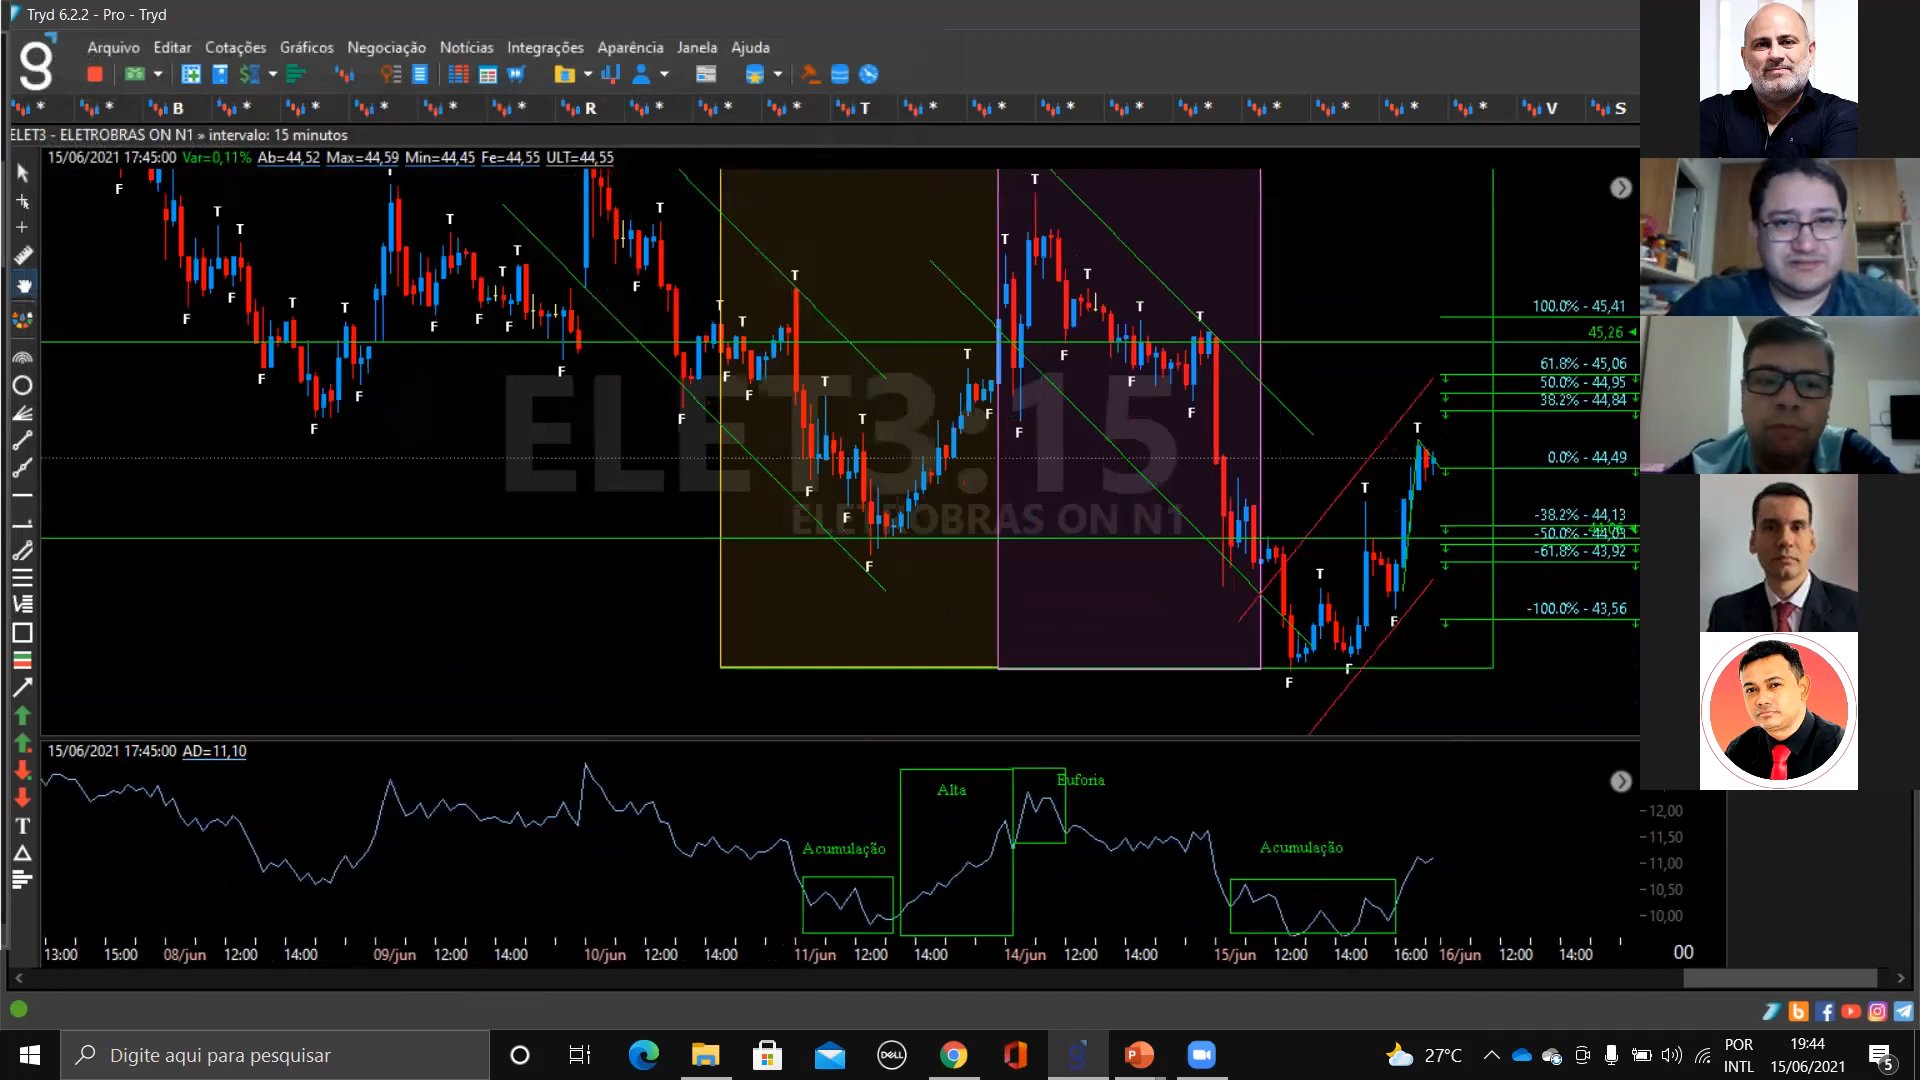 Tryd 6.2.2 - Pro - Tryd
Arquivo Editar Cotações Gráficos Negociação Notícias Integrações Aparência Janela Ajuda
* * B * * * * * R * * * T * * * * * * * * * V S
ELET3 - ELETROBRAS ON N1 » intervalo: 15 minutos
15/06/2021 17:45:00 Var=0,11% Ab=44,52 Max=44,59 Min=44,45 Fe=44,55 ULT=44,55
ELET3:15
ELETROBRAS ON N1
100.0% - 45,41
45,26
61.8% - 45,06
50.0% - 44,95
38.2% - 44,84
0.0% - 44,49
-38.2% - 44,13
-50.0% - 44,03
-61.8% - 43,92
-100.0% - 43,56
15/06/2021 17:45:00 AD=11,10
Acumulação
Alta
Euforia
Acumulação
12,00
11,50
11,00
10,50
10,00
13:00 15:00 08/jun 12:00 14:00 09/jun 12:00 14:00 10/jun 12:00 14:00 11/jun 12:00 14:00 14/jun 12:00 14:00 15/jun 12:00 14:00 16:00 16/jun 12:00 14:00 00
Digite aqui para pesquisar
DELL
27°C
POR
INTL
19:44
15/06/2021
5